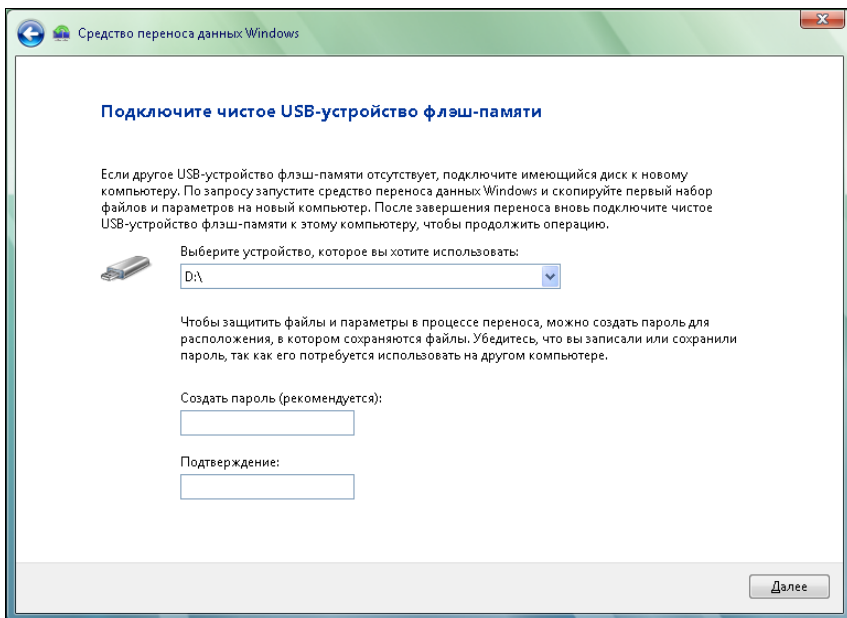 Средство переноса данных Windows
Подключите чистое USB-устройство флэш-памяти
Если другое USB-устройство флэш-памяти отсутствует, подключите имеющийся диск к новому
компьютеру. По запросу запустите средство переноса данных Windows и скопируйте первый набор
файлов и параметров на новый компьютер. После завершения переноса вновь подключите чистое
USB-устройство флэш-памяти к этому компьютеру, чтобы продолжить операцию.
Выберите устройство, которое вы хотите использовать:
D:\
Чтобы защитить файлы и параметры в процессе переноса, можно создать пароль для
расположения, в котором сохраняются файлы. Убедитесь, что вы записали или сохранили
пароль, так как его потребуется использовать на другом компьютере.
Создать пароль (рекомендуется):
Подтверждение:
Далее